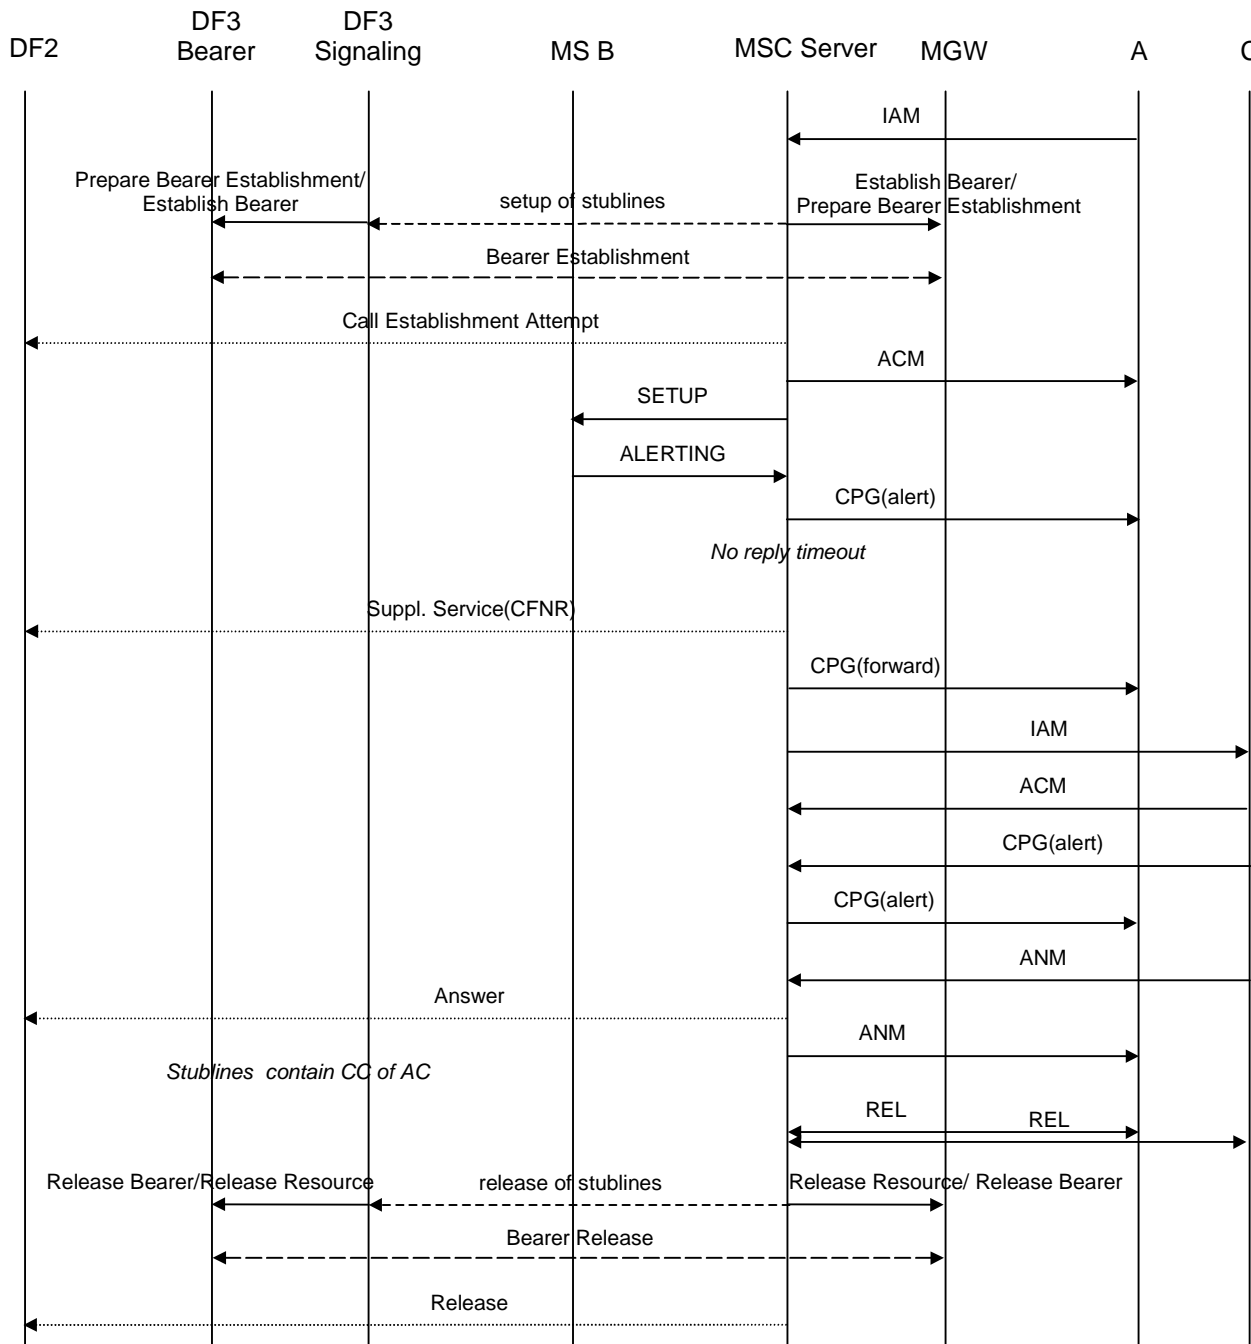 DF2
DF3
Bearer
DF3
Signaling
MS B
MSC Server
MGW
A
IAM
Prepare Bearer Establishment/
Establish Bearer
setup of stublines
Establish Bearer/
Prepare Bearer Establishment
Bearer Establishment
Call Establishment Attempt
ACM
SETUP
ALERTING
CPG(alert)
No reply timeout
Suppl. Service(CFNR)
CPG(forward)
IAM
ACM
CPG(alert)
CPG(alert)
ANM
Answer
ANM
Stublines contain CC of AC
REL
REL
Release Bearer/Release Resource
release of stublines
Release Resource/ Release Bearer
Bearer Release
Release